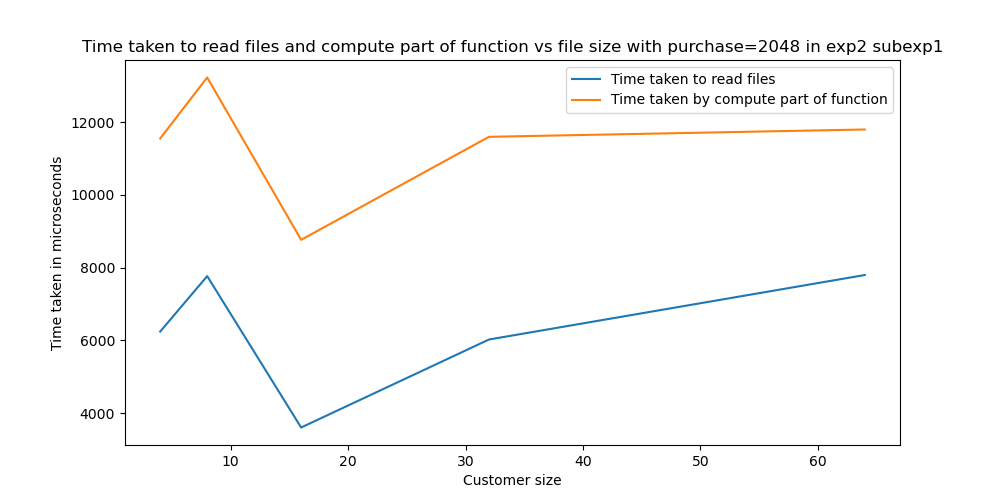 Time taken to read files and compute part of function vs file size with purchase=2048 in exp2 subexp1
Time taken to read files
Time taken by compute part of function
Time taken in microseconds
12000
10000
8000
6000
4000
10 20 30 40 50 60
Customer size